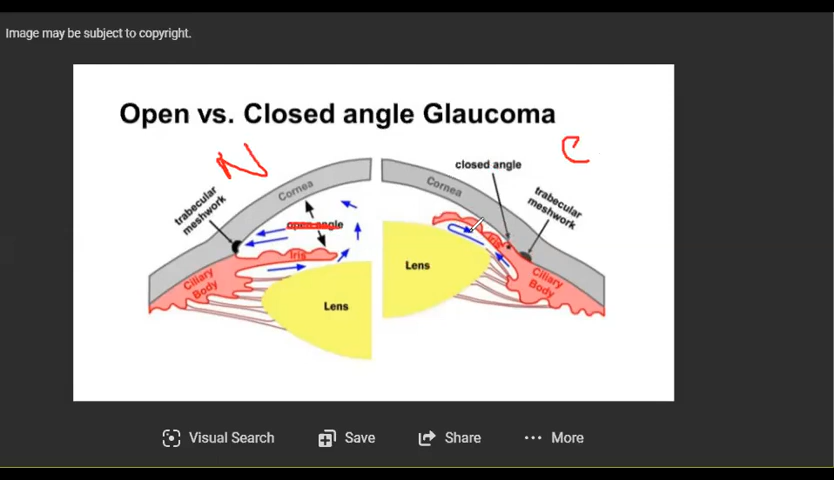 Image may be subject to copyright.
Open vs. Closed angle Glaucoma
N
C
trabecular
meshwork
Cornea
open angle
Iris
Ciliary
Body
Lens
closed angle
Cornea
trabecular
meshwork
Iris
Lens
Ciliary
Body
Visual Search
Save
Share
More